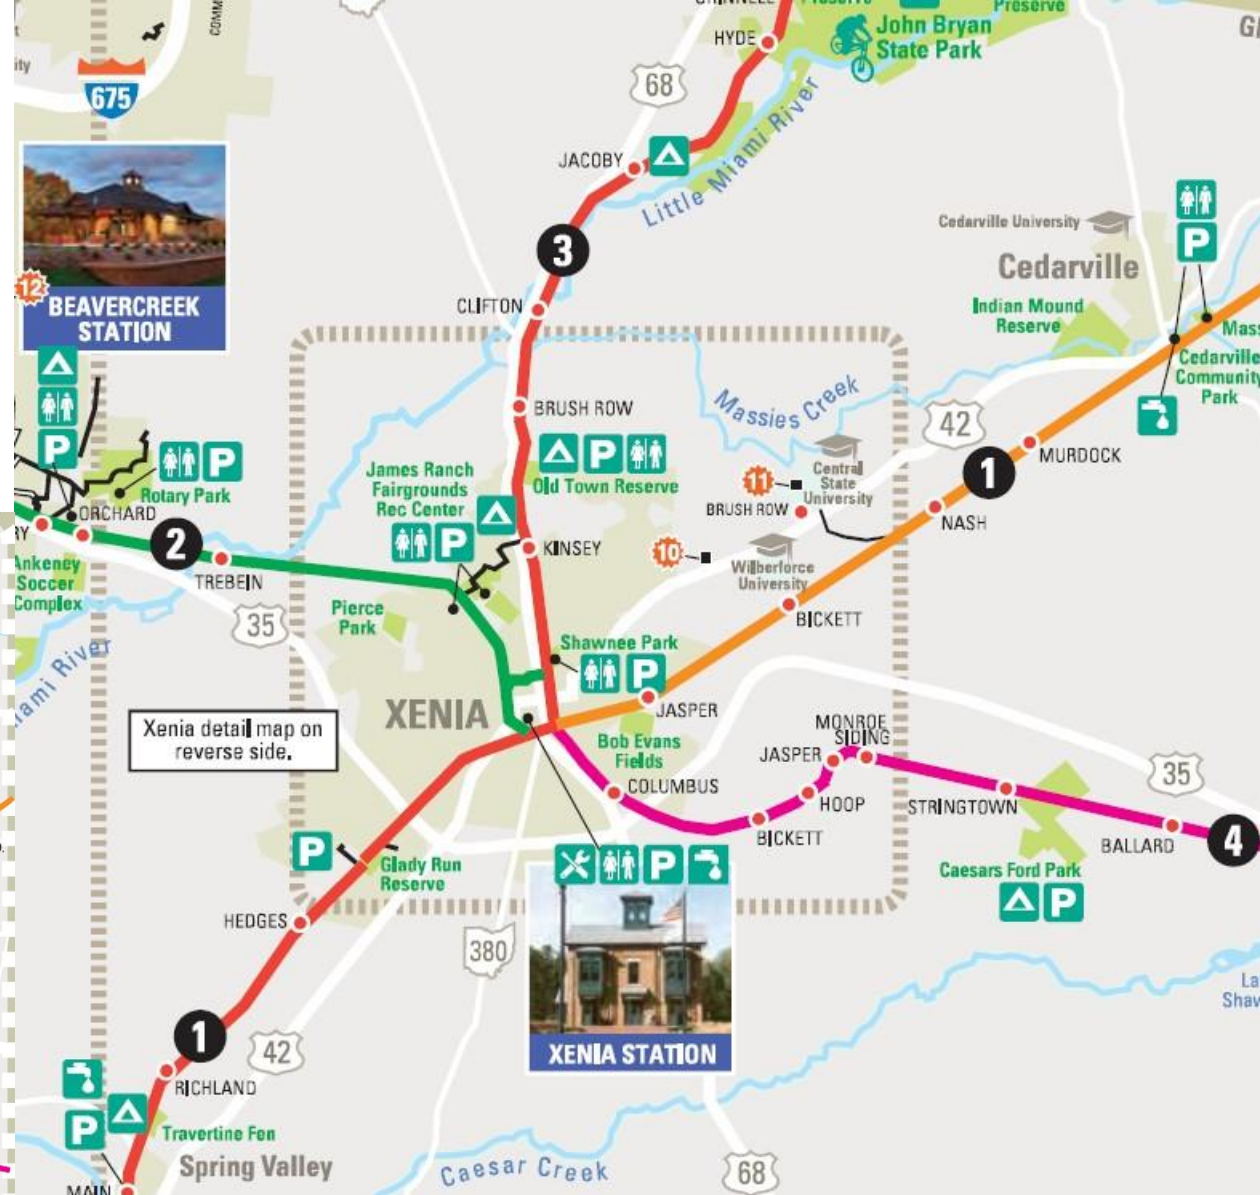 Preserve
HYDE
John Bryan
State Park
68
675
JACOBY
Little Miami River
Cedarville University
P
3
Cedarville
12
BEAVERCREEK
STATION
CLIFTON
Indian Mound
Reserve
Cedarville
Community
Park
BRUSH ROW
Massies Creek
42
P
MURDOCK
P
Rotary Park
James Ranch
Fairgrounds
Rec Center
P
P
Old Town Reserve
11
Central
State
University
BRUSH ROW
1
NASH
ORCHARD
2
KINSEY
10
Wilberforce
University
TREBEIN
Ankeney
Soccer
Complex
35
Pierce
Park
BICKETT
Shawnee Park
P
XENIA
JASPER
Xenia detail map on
reverse side.
Bob Evans
Fields
MONROE
SIDING
JASPER
COLUMBUS
HOOP
35
STRINGTOWN
BICKETT
BALLARD
4
P
Glady Run
Reserve
P
Caesars Ford Park
P
HEDGES
380
1
42
XENIA STATION
RICHLAND
P
Travertine Fen
Spring Valley
Caesar Creek
68
MAIN